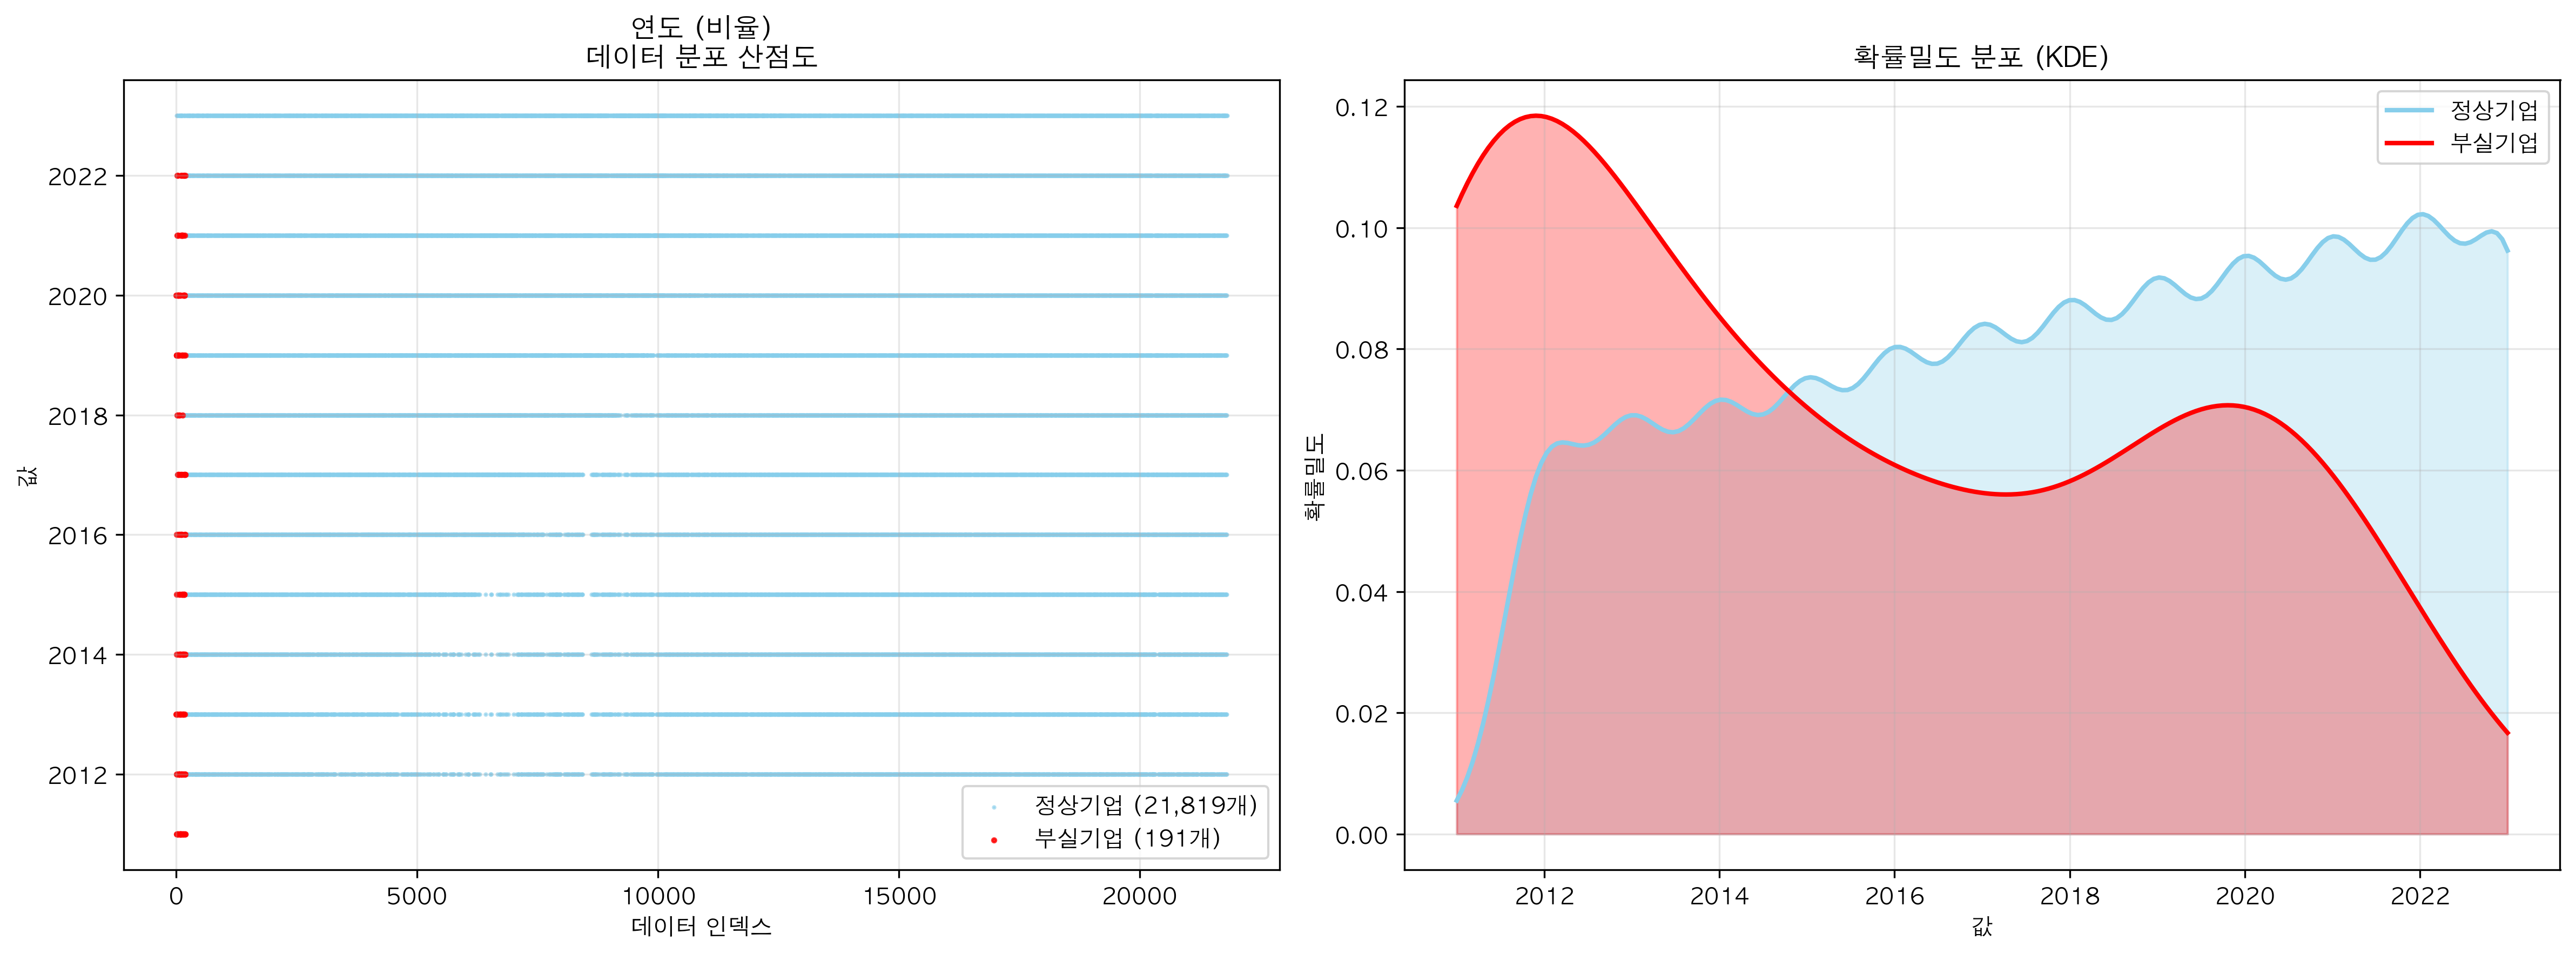 연도 (비율)
데이터 분포 산점도
값
2022
2020
2018
2016
2014
2012
0
5000
10000
15000
20000
데이터 인덱스
정상기업 (21,819개)
부실기업 (191개)
확률밀도 분포 (KDE)
확률밀도
0.12
0.10
0.08
0.06
0.04
0.02
0.00
2012
2014
2016
2018
2020
2022
값
정상기업
부실기업